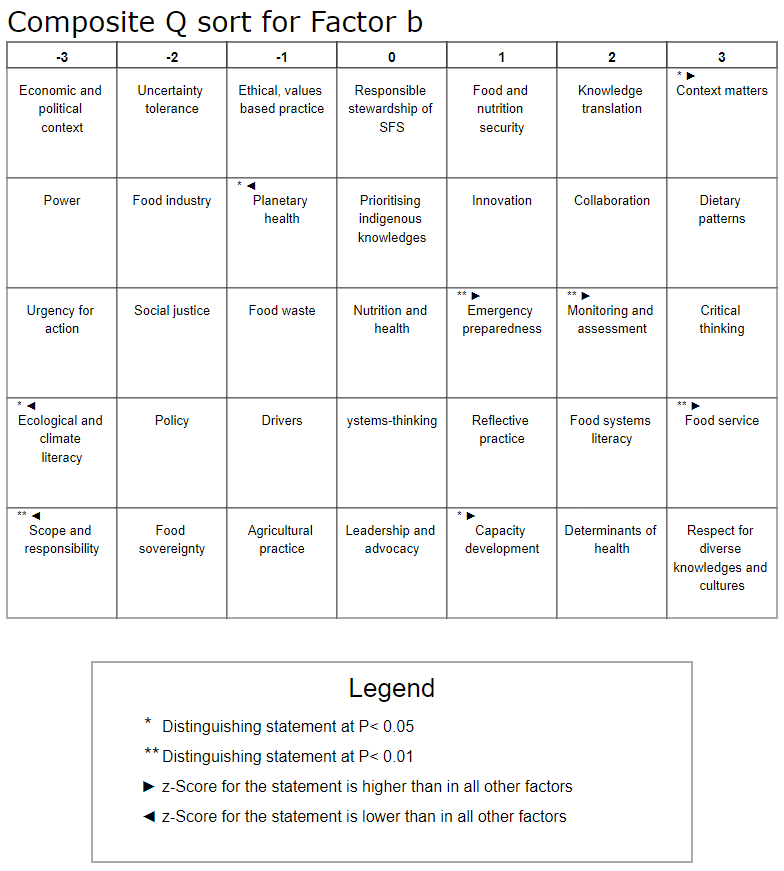 Composite Q sort for Factor b
-3 -2 -1 0 1 2 3
Economic and
political
context
Uncertainty
tolerance
Ethical, values
based practice
Responsible
stewardship of
SFS
Food and
nutrition
security
Knowledge
translation
* ►
Context matters
Power
Food industry
* ◄
Planetary
health
Prioritising
indigenous
knowledges
Innovation
Collaboration
Dietary
patterns
Urgency for
action
Social justice
Food waste
Nutrition and
health
** ►
Emergency
preparedness
** ►
Monitoring and
assessment
Critical
thinking
* ◄
Ecological and
climate
literacy
Policy
Drivers
ystems-thinking
Reflective
practice
Food systems
literacy
** ►
Food service
** ◄
Scope and
responsibility
Food
sovereignty
Agricultural
practice
Leadership and
advocacy
* ►
Capacity
development
Determinants of
health
Respect for
diverse
knowledges and
cultures
Legend
* Distinguishing statement at P< 0.05
** Distinguishing statement at P< 0.01
► z-Score for the statement is higher than in all other factors
◄ z-Score for the statement is lower than in all other factors